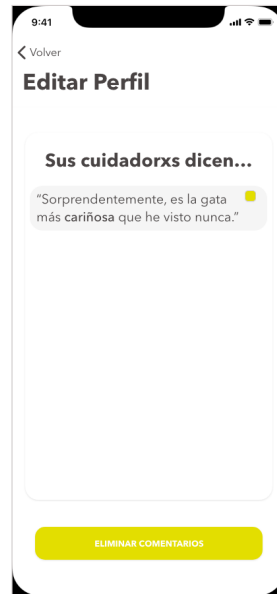 9:41
Volver
Editar Perfil
Sus cuidadorxs dicen...
“Sorprendentemente, es la gata
más cariñosa que he visto nunca.”
ELIMINAR COMENTARIOS